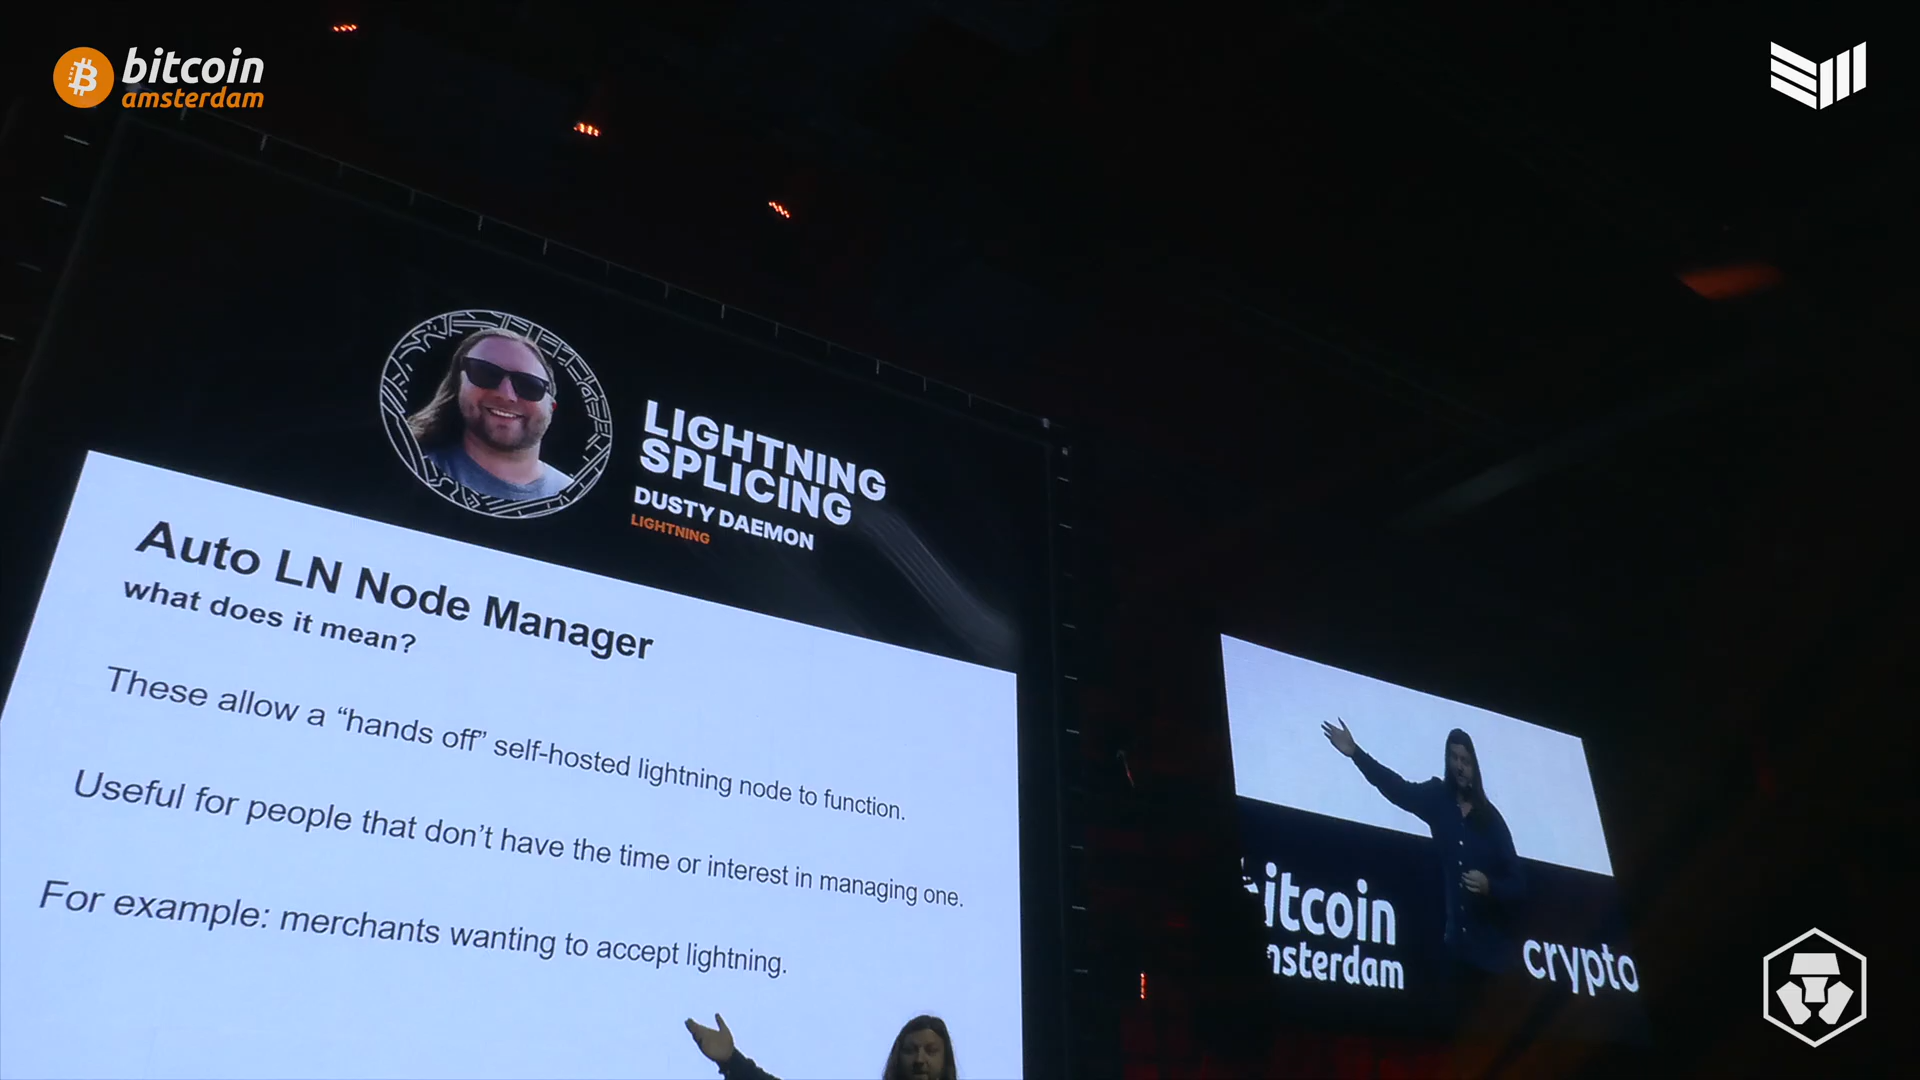 bitcoin
amsterdam
LIGHTNING
SPLICING
DUSTY DAEMON
LIGHTNING
Auto LN Node Manager
what does it mean?
These allow a “hands off” self-hosted lightning node to function.
Useful for people that don’t have the time or interest in managing one.
For example: merchants wanting to accept lightning.
itcoin
nsterdam
crypto